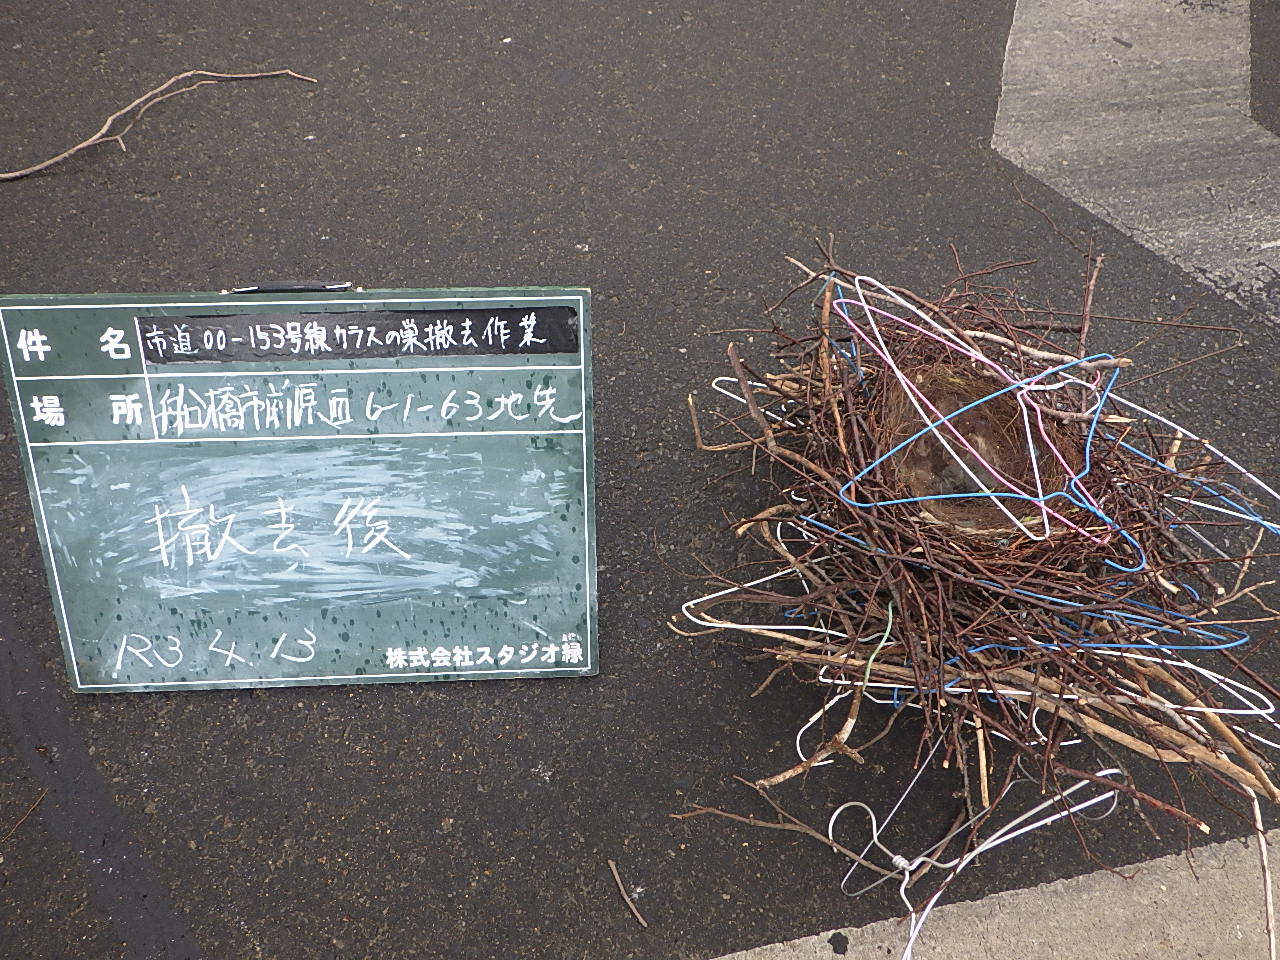 件 名 市道00-153号線カラスの巣撤去作業
場 所 船橋市前原西6-1-63地先
撤去後
R3.4.13
株式会社スタジオ縁